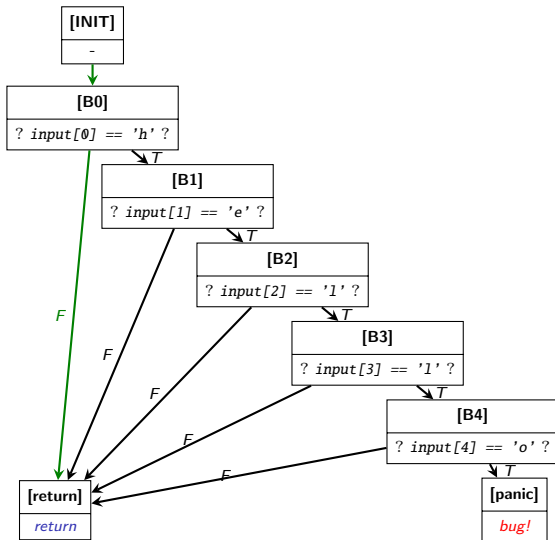 [INIT]
-
[B0]
? input[0] == 'h' ?
T
[B1]
? input[1] == 'e' ?
T
[B2]
? input[2] == 'l' ?
T
F
[B3]
F
? input[3] == 'l' ?
T
F
[B4]
F
? input[4] == 'o' ?
F
T
[return]
return
[panic]
bug!